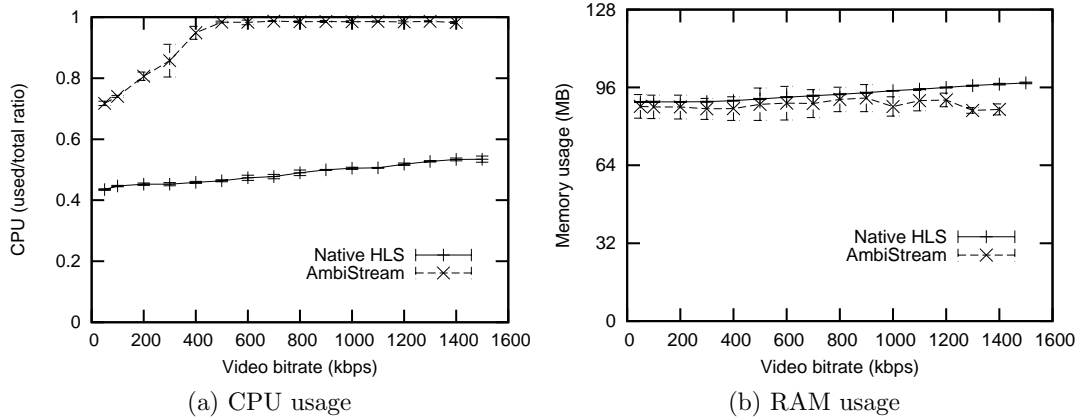 CPU (used/total ratio)
1
0.8
0.6
0.4
0.2
0
Native HLS
AmbiStream
0 200 400 600 800 1000 1200 1400 1600
Video bitrate (kbps)
(a) CPU usage
Memory usage (MB)
128
96
64
32
0
Native HLS
AmbiStream
0 200 400 600 800 1000 1200 1400 1600
Video bitrate (kbps)
(b) RAM usage